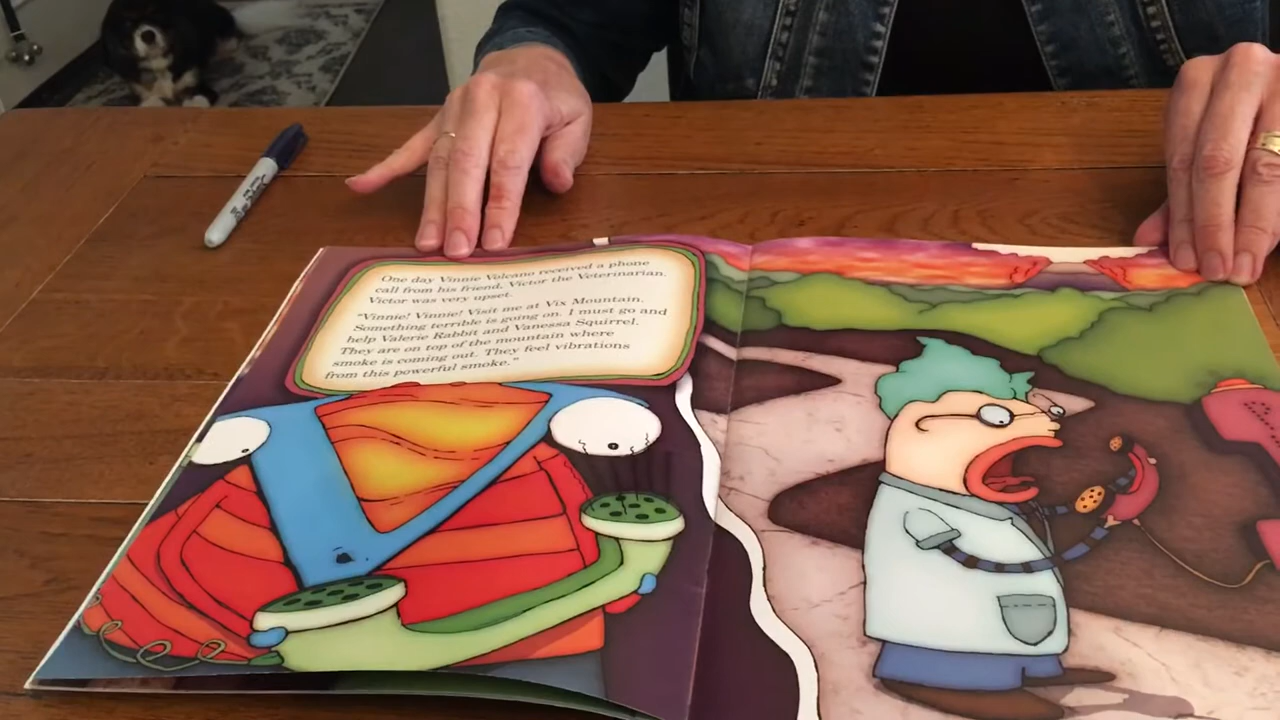 One day Vinnie Volcano received a phone
call from his friend, Victor the Veterinarian.
Victor was very upset.
"Vinnie! Vinnie! Visit me at Vix Mountain.
Something terrible is going on. I must go and
help Valerie Rabbit and Vanessa Squirrel.
They are on top of the mountain where
smoke is coming out. They feel vibrations
from this powerful smoke."